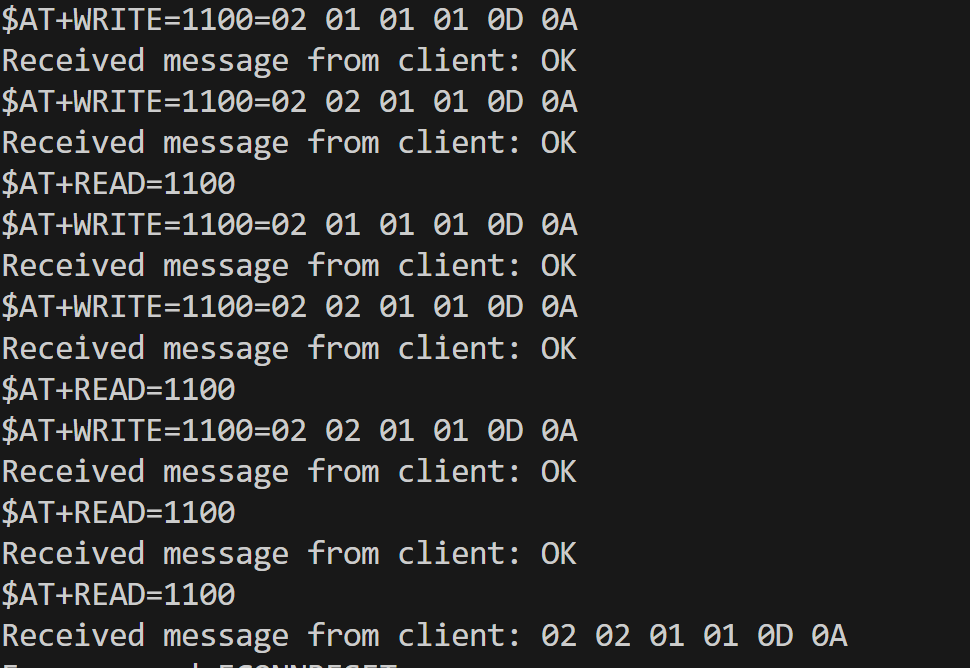 $AT+WRITE=1100=02 01 01 01 0D 0A
Received message from client: OK
$AT+WRITE=1100=02 02 01 01 0D 0A
Received message from client: OK
$AT+READ=1100
$AT+WRITE=1100=02 01 01 01 0D 0A
Received message from client: OK
$AT+WRITE=1100=02 02 01 01 0D 0A
Received message from client: OK
$AT+READ=1100
$AT+WRITE=1100=02 02 01 01 0D 0A
Received message from client: OK
$AT+READ=1100
Received message from client: OK
$AT+READ=1100
Received message from client: 02 02 01 01 0D 0A
ECONNRESET